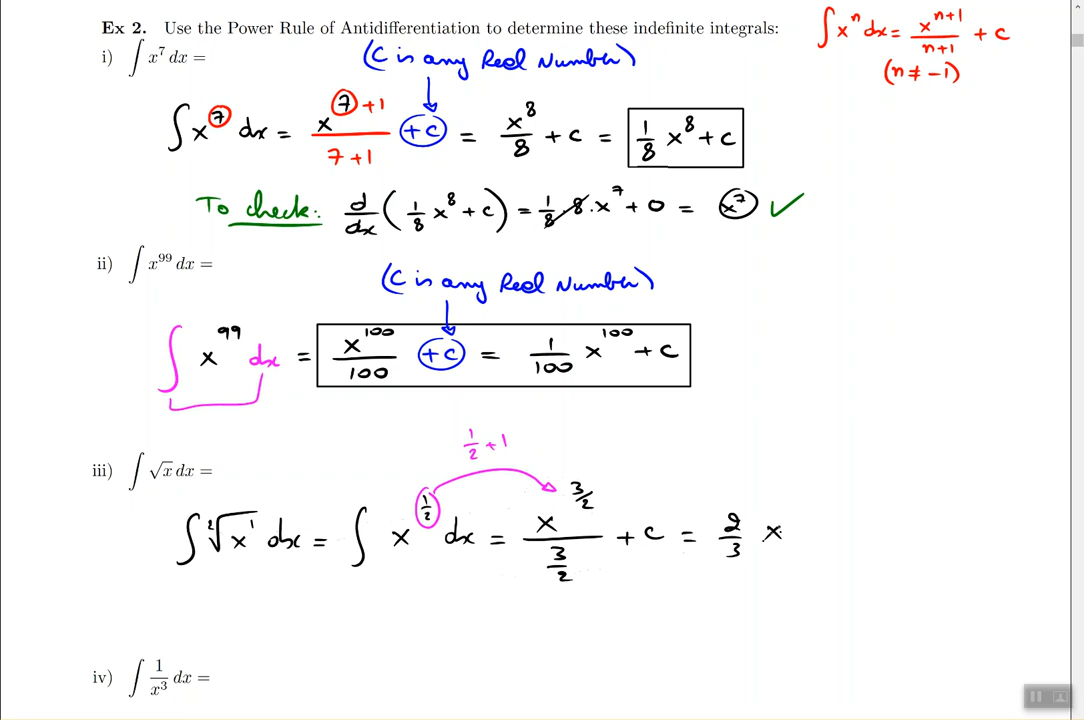 Ex 2. Use the Power Rule of Antidifferentiation to determine these indefinite integrals:
∫xⁿ dx = x^(n+1)/(n+1) + C
(n ≠ -1)
i) ∫ x⁷ dx =
(C is any Real Number)
∫ x⁷ dx = x^(7+1)/(7+1) + C = x⁸/8 + C = 1/8 x⁸ + C
To check: d/dx (1/8 x⁸ + C) = 1/8 · 8 · x⁷ + 0 = x⁷ ✓
ii) ∫ x⁹⁹ dx =
(C is any Real Number)
∫ x⁹⁹ dx = x¹⁰⁰/100 + C = 1/100 x¹⁰⁰ + C
iii) ∫ √x dx =
1/2 + 1
∫ ²√x¹ dx = ∫ x^(1/2) dx = x^(3/2)/(3/2) + C = 2/3 x
iv) ∫ 1/x³ dx =